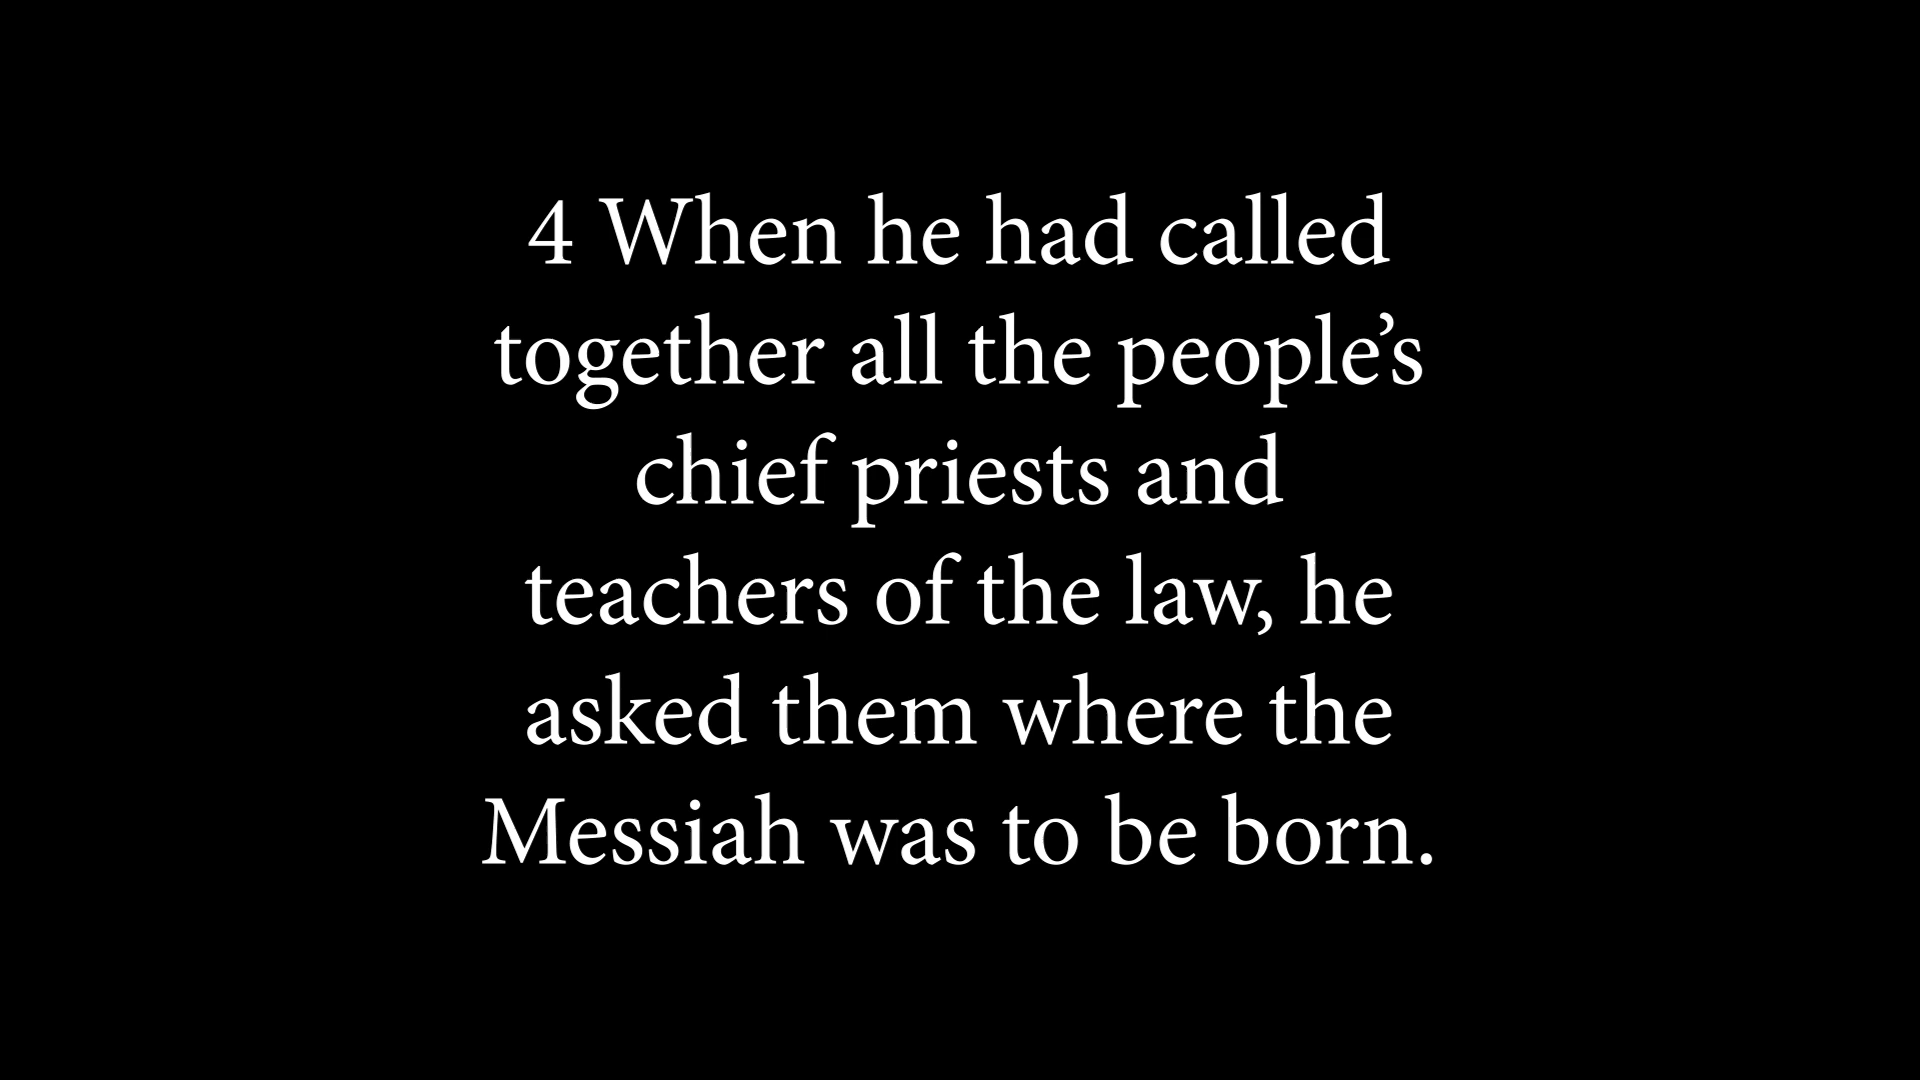 4 When he had called
together all the people’s
chief priests and
teachers of the law, he
asked them where the
Messiah was to be born.